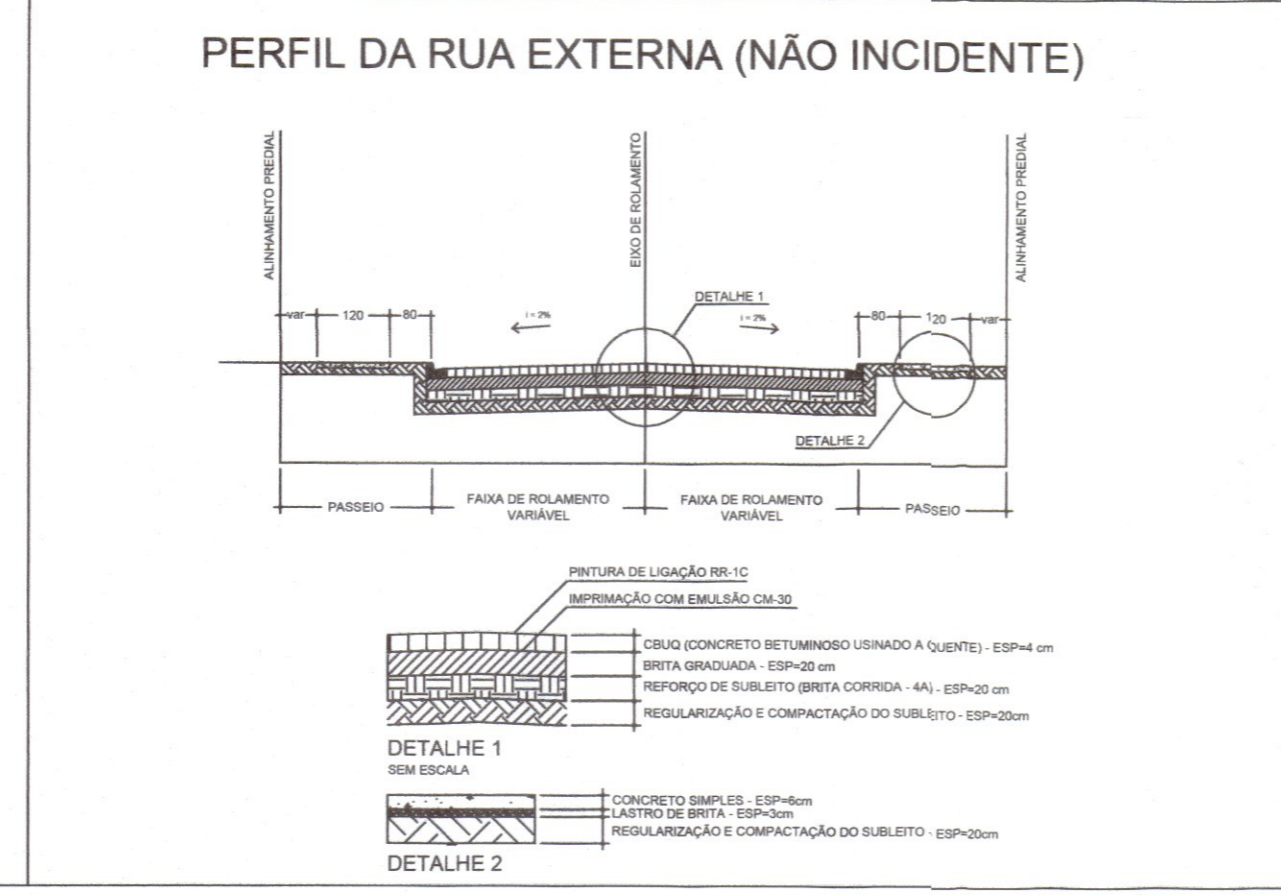 PERFIL DA RUA EXTERNA (NÃO INCIDENTE)
ALINHAMENTO PREDIAL
EIXO DE ROLAMENTO
ALINHAMENTO PREDIAL
DETALHE 1
var 120 80 i = 2% i = 2% 80 120 var
DETALHE 2
PASSEIO
FAIXA DE ROLAMENTO
VARIÁVEL
FAIXA DE ROLAMENTO
VARIÁVEL
PASSEIO
PINTURA DE LIGAÇÃO RR-1C
IMPRIMAÇÃO COM EMULSÃO CM-30
CBUQ (CONCRETO BETUMINOSO USINADO A QUENTE) - ESP=4 cm
BRITA GRADUADA - ESP=20 cm
REFORÇO DE SUBLEITO (BRITA CORRIDA - 4A) - ESP=20 cm
REGULARIZAÇÃO E COMPACTAÇÃO DO SUBLEITO - ESP=20cm
DETALHE 1
SEM ESCALA
CONCRETO SIMPLES - ESP=6cm
LASTRO DE BRITA - ESP=3cm
REGULARIZAÇÃO E COMPACTAÇÃO DO SUBLEITO - ESP=20cm
DETALHE 2